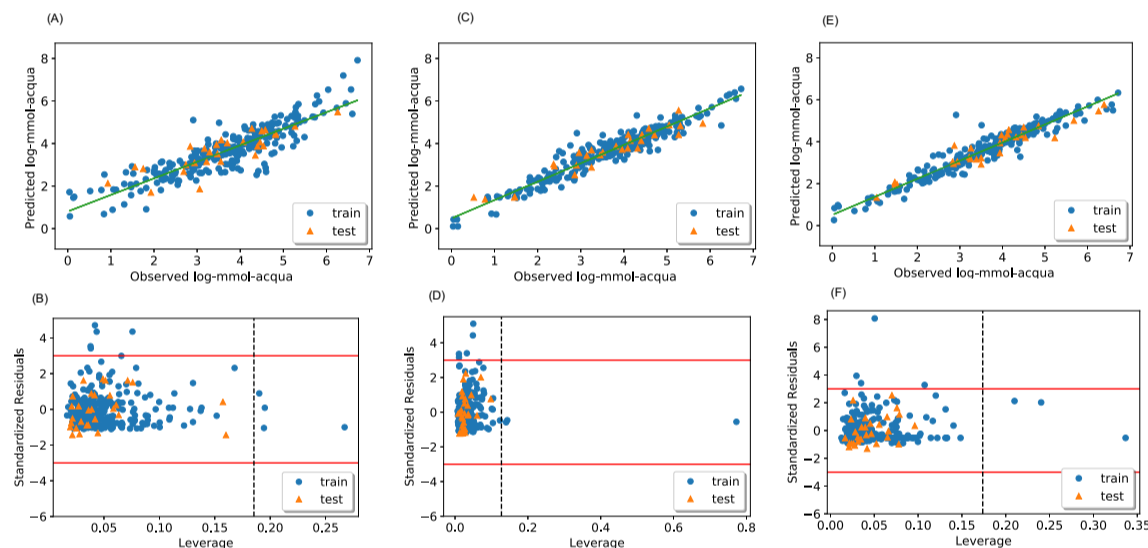 (A)
Predicted log-mmol-acqua
8
6
4
2
0
train
test
0 1 2 3 4 5 6 7
Observed log-mmol-acqua
(C)
Predicted log-mmol-acqua
8
6
4
2
0
train
test
0 1 2 3 4 5 6 7
Observed log-mmol-acqua
(E)
Predicted log-mmol-acqua
8
6
4
2
0
train
test
0 1 2 3 4 5 6 7
Observed log-mmol-acqua
(B)
Standardized Residuals
4
2
0
−2
−4
−6
train
test
0.05 0.10 0.15 0.20 0.25
Leverage
(D)
Standardized Residuals
4
2
0
−2
−4
−6
train
test
0.0 0.2 0.4 0.6 0.8
Leverage
(F)
Standardized Residuals
8
6
4
2
0
−2
−4
−6
train
test
0.00 0.05 0.10 0.15 0.20 0.25 0.30 0.35
Leverage